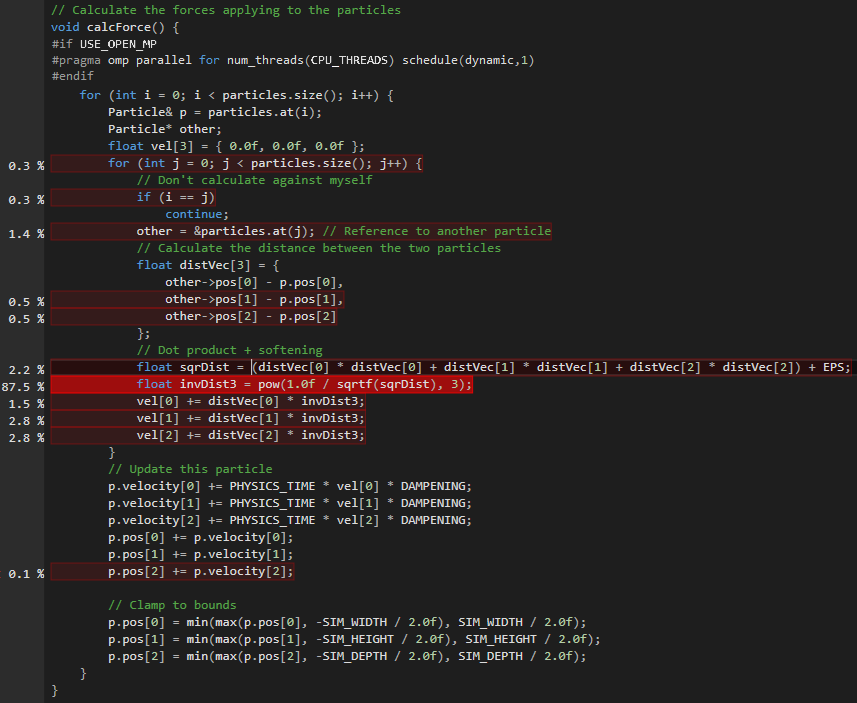 // Calculate the forces applying to the particles
void calcForce() {
#if USE_OPEN_MP
#pragma omp parallel for num_threads(CPU_THREADS) schedule(dynamic,1)
#endif
for (int i = 0; i < particles.size(); i++) {
Particle& p = particles.at(i);
Particle* other;
float vel[3] = { 0.0f, 0.0f, 0.0f };
0.3 % for (int j = 0; j < particles.size(); j++) {
// Don't calculate against myself
0.3 % if (i == j)
continue;
1.4 % other = &particles.at(j); // Reference to another particle
// Calculate the distance between the two particles
float distVec[3] = {
other->pos[0] - p.pos[0],
0.5 % other->pos[1] - p.pos[1],
0.5 % other->pos[2] - p.pos[2]
};
// Dot product + softening
2.2 % float sqrDist = (distVec[0] * distVec[0] + distVec[1] * distVec[1] + distVec[2] * distVec[2]) + EPS;
87.5 % float invDist3 = pow(1.0f / sqrtf(sqrDist), 3);
1.5 % vel[0] += distVec[0] * invDist3;
2.8 % vel[1] += distVec[1] * invDist3;
2.8 % vel[2] += distVec[2] * invDist3;
}
// Update this particle
p.velocity[0] += PHYSICS_TIME * vel[0] * DAMPENING;
p.velocity[1] += PHYSICS_TIME * vel[1] * DAMPENING;
p.velocity[2] += PHYSICS_TIME * vel[2] * DAMPENING;
p.pos[0] += p.velocity[0];
p.pos[1] += p.velocity[1];
0.1 % p.pos[2] += p.velocity[2];
// Clamp to bounds
p.pos[0] = min(max(p.pos[0], -SIM_WIDTH / 2.0f), SIM_WIDTH / 2.0f);
p.pos[1] = min(max(p.pos[1], -SIM_HEIGHT / 2.0f), SIM_HEIGHT / 2.0f);
p.pos[2] = min(max(p.pos[2], -SIM_DEPTH / 2.0f), SIM_DEPTH / 2.0f);
}
}